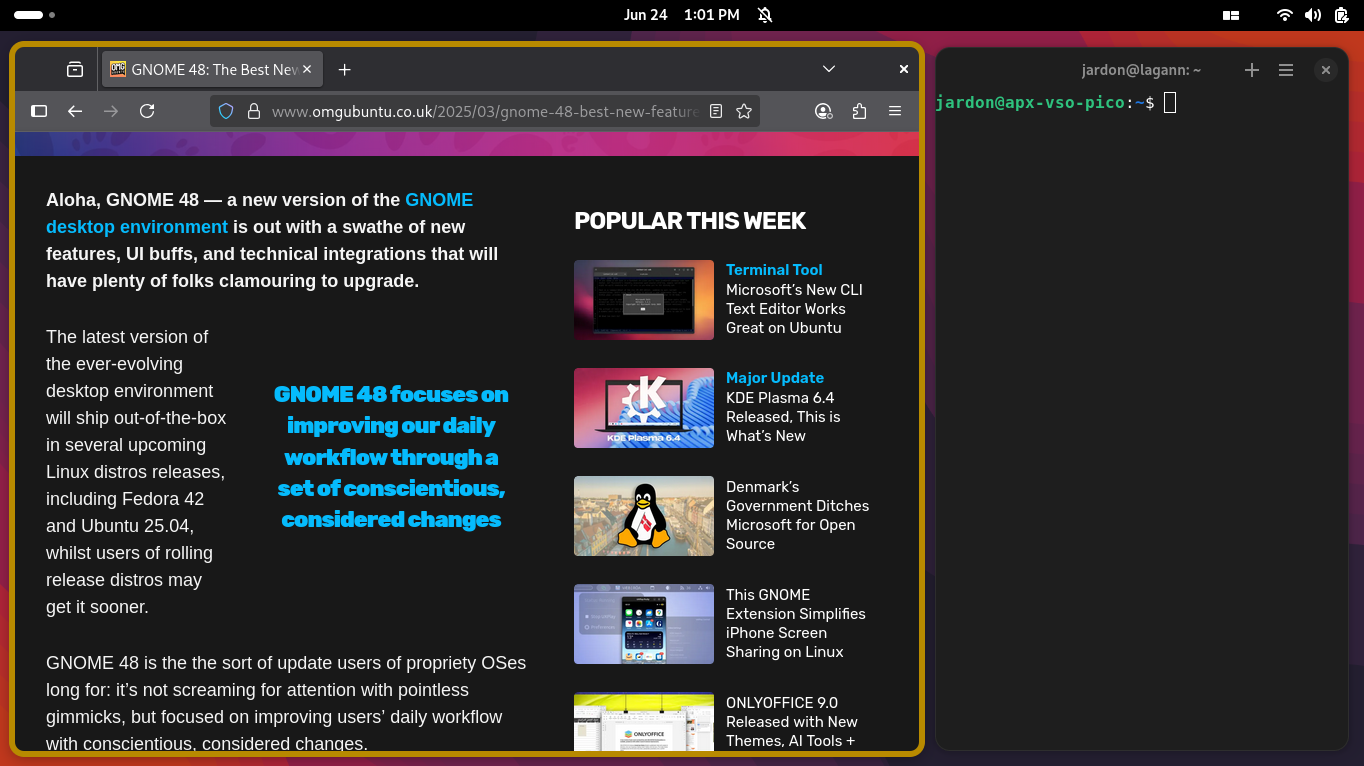 Jun 24 1:01 PM
GNOME 48: The Best New
www.omgubuntu.co.uk/2025/03/gnome-48-best-new-feature
Aloha, GNOME 48 — a new version of the GNOME
desktop environment is out with a swathe of new
features, UI buffs, and technical integrations that will
have plenty of folks clamouring to upgrade.
The latest version of
the ever-evolving
desktop environment
will ship out-of-the-box
in several upcoming
Linux distros releases,
including Fedora 42
and Ubuntu 25.04,
whilst users of rolling
release distros may
get it sooner.
GNOME 48 focuses on
improving our daily
workflow through a
set of conscientious,
considered changes
GNOME 48 is the the sort of update users of propriety OSes
long for: it’s not screaming for attention with pointless
gimmicks, but focused on improving users’ daily workflow
with conscientious, considered changes.
POPULAR THIS WEEK
Terminal Tool
Microsoft’s New CLI
Text Editor Works
Great on Ubuntu
KDE Plasma 6.4
Major Update
KDE Plasma 6.4
Released, This is
What’s New
Denmark’s
Government Ditches
Microsoft for Open
Source
This GNOME
Extension Simplifies
iPhone Screen
Sharing on Linux
ONLYOFFICE
ONLYOFFICE 9.0
Released with New
Themes, AI Tools +
jardon@lagann: ~
jardon@apx-vso-pico:~$